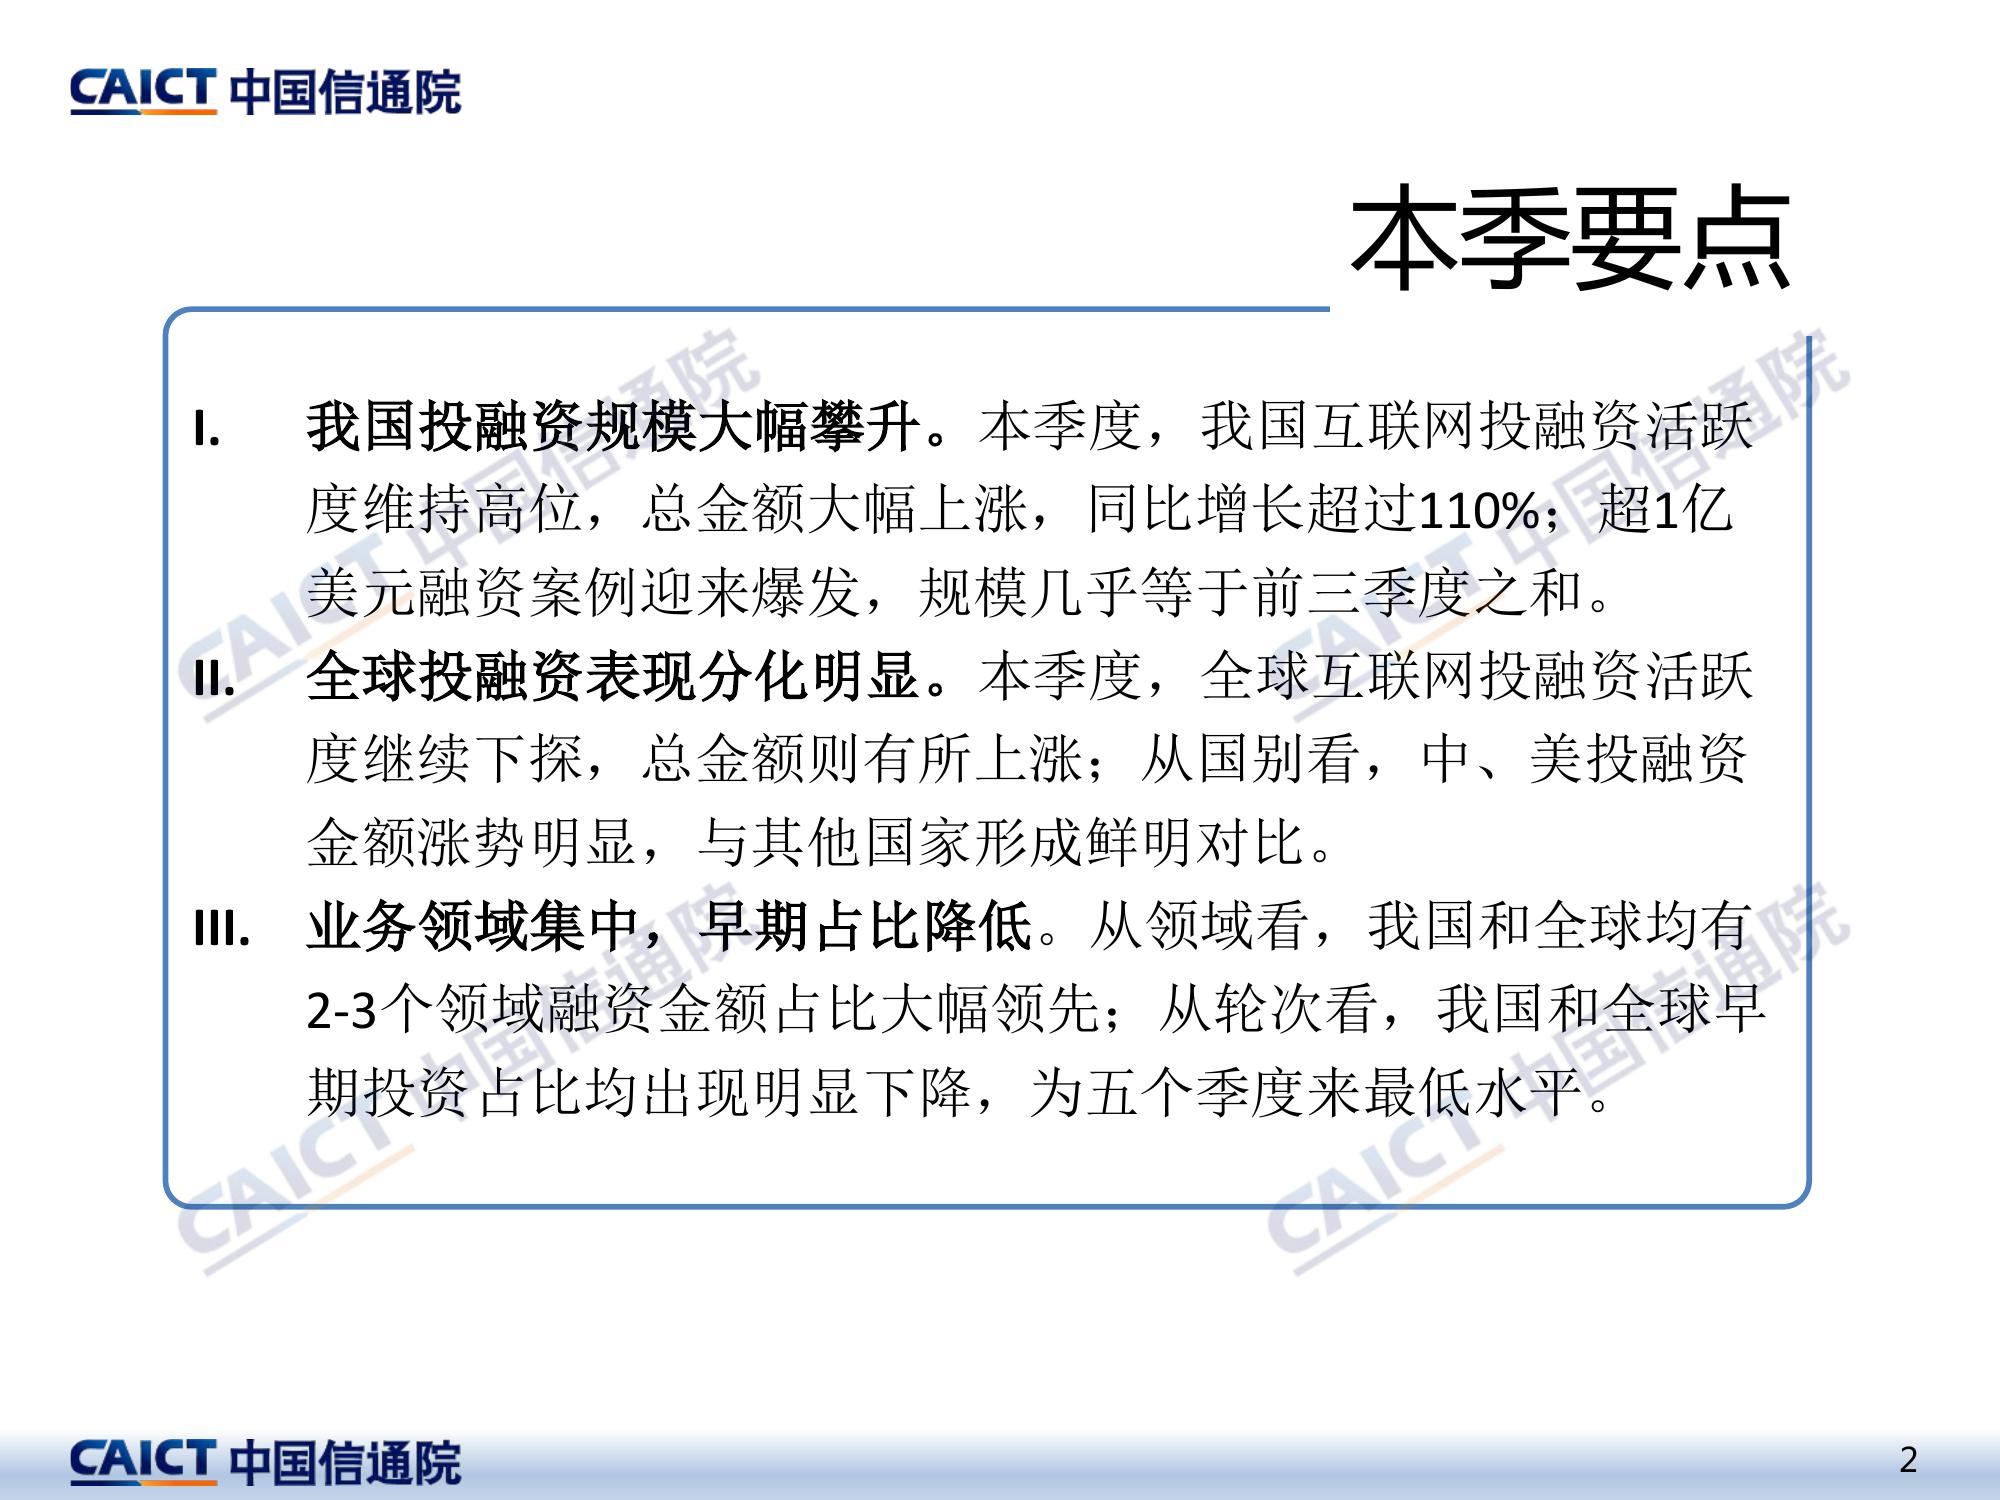 CAICT 中国信通院
本季要点
I. 我国投融资规模大幅攀升。本季度，我国互联网投融资活跃
度维持高位，总金额大幅上涨，同比增长超过110%；超1亿
美元融资案例迎来爆发，规模几乎等于前三季度之和。
II. 全球投融资表现分化明显。本季度，全球互联网投融资活跃
度继续下探，总金额则有所上涨；从国别看，中、美投融资
金额涨势明显，与其他国家形成鲜明对比。
III. 业务领域集中，早期占比降低。从领域看，我国和全球均有
2-3个领域融资金额占比大幅领先；从轮次看，我国和全球早
期投资占比均出现明显下降，为五个季度来最低水平。
CAICT 中国信通院
CAICT 中国信通院
CAICT 中国信通院
CAICT 中国信通院
CAICT 中国信通院
2